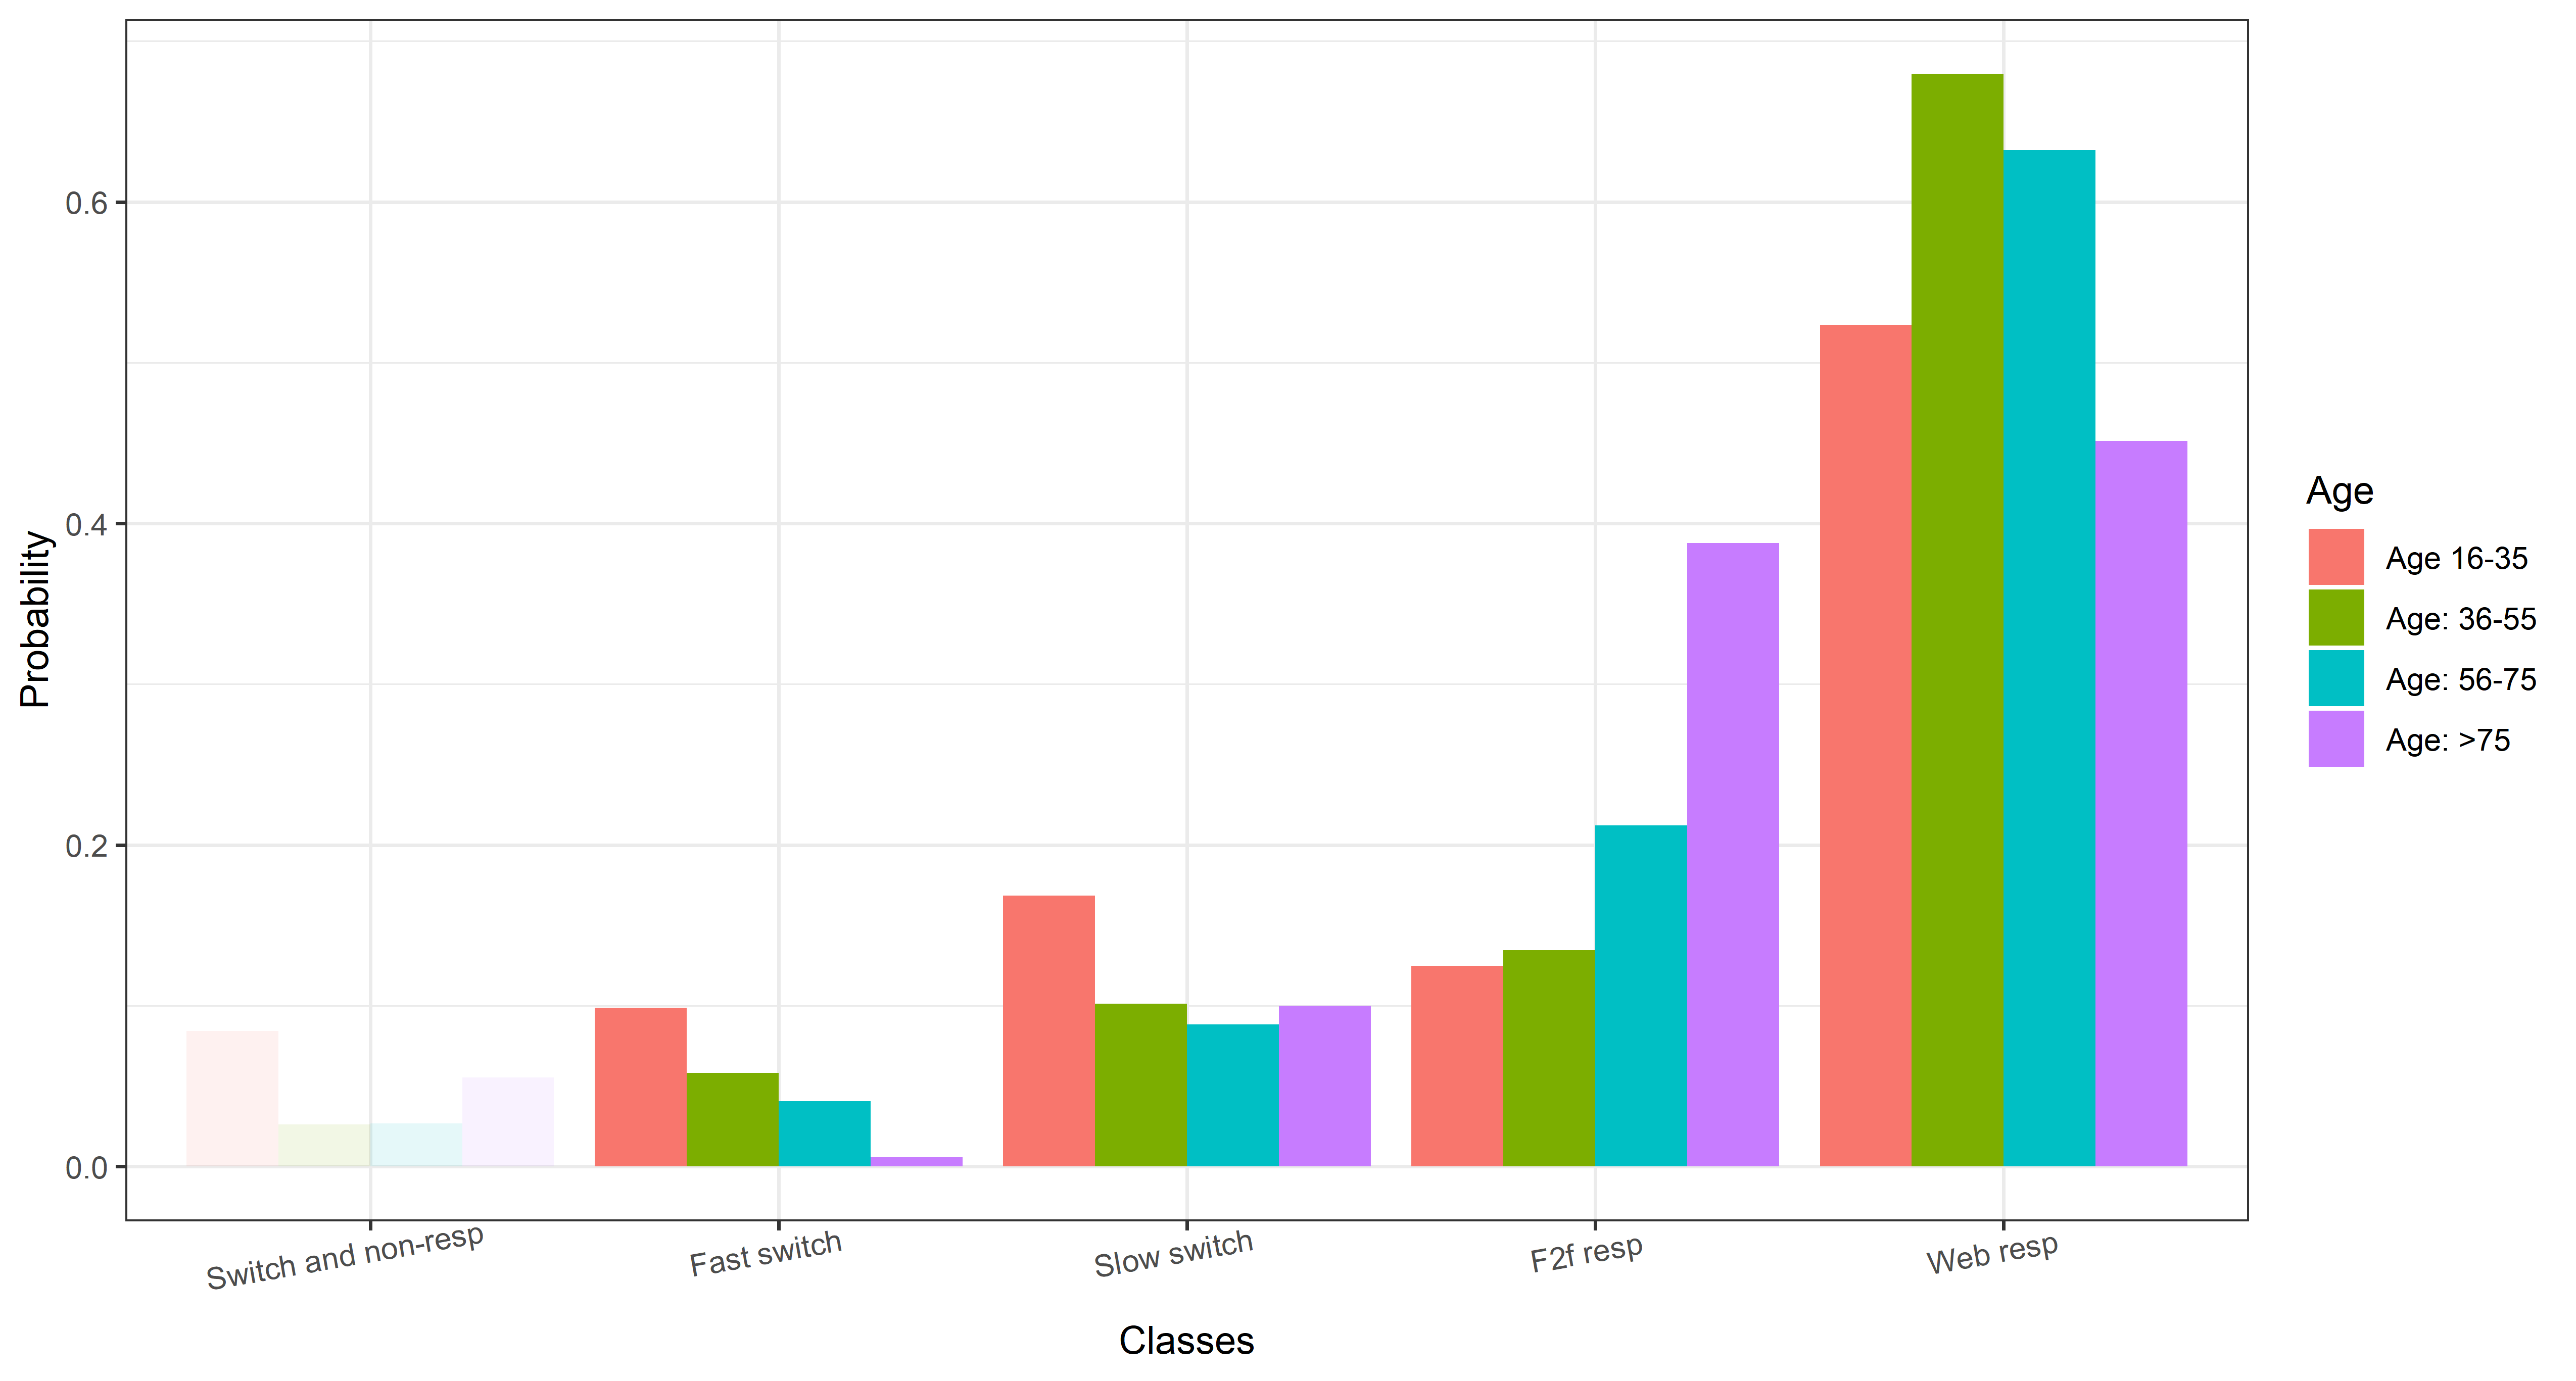 Probability
0.6
0.4
0.2
0.0
Switch and non-resp
Fast switch
Slow switch
F2f resp
Web resp
Classes
Age
Age 16-35
Age: 36-55
Age: 56-75
Age: >75